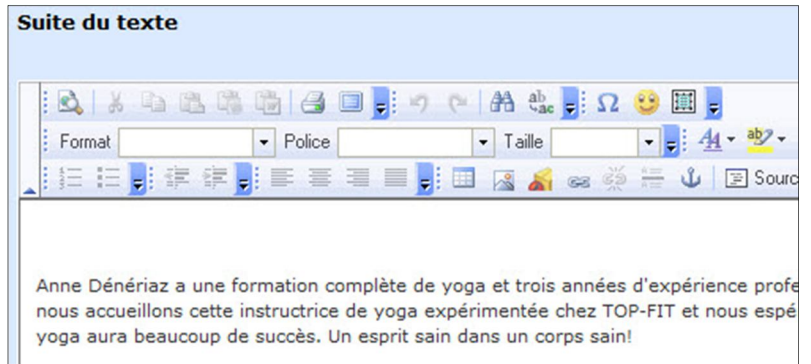 Suite du texte
Format Police Taille
Sourc
Anne Dénériaz a une formation complète de yoga et trois années d'expérience profe
nous accueillons cette instructrice de yoga expérimentée chez TOP-FIT et nous espé
yoga aura beaucoup de succès. Un esprit sain dans un corps sain!